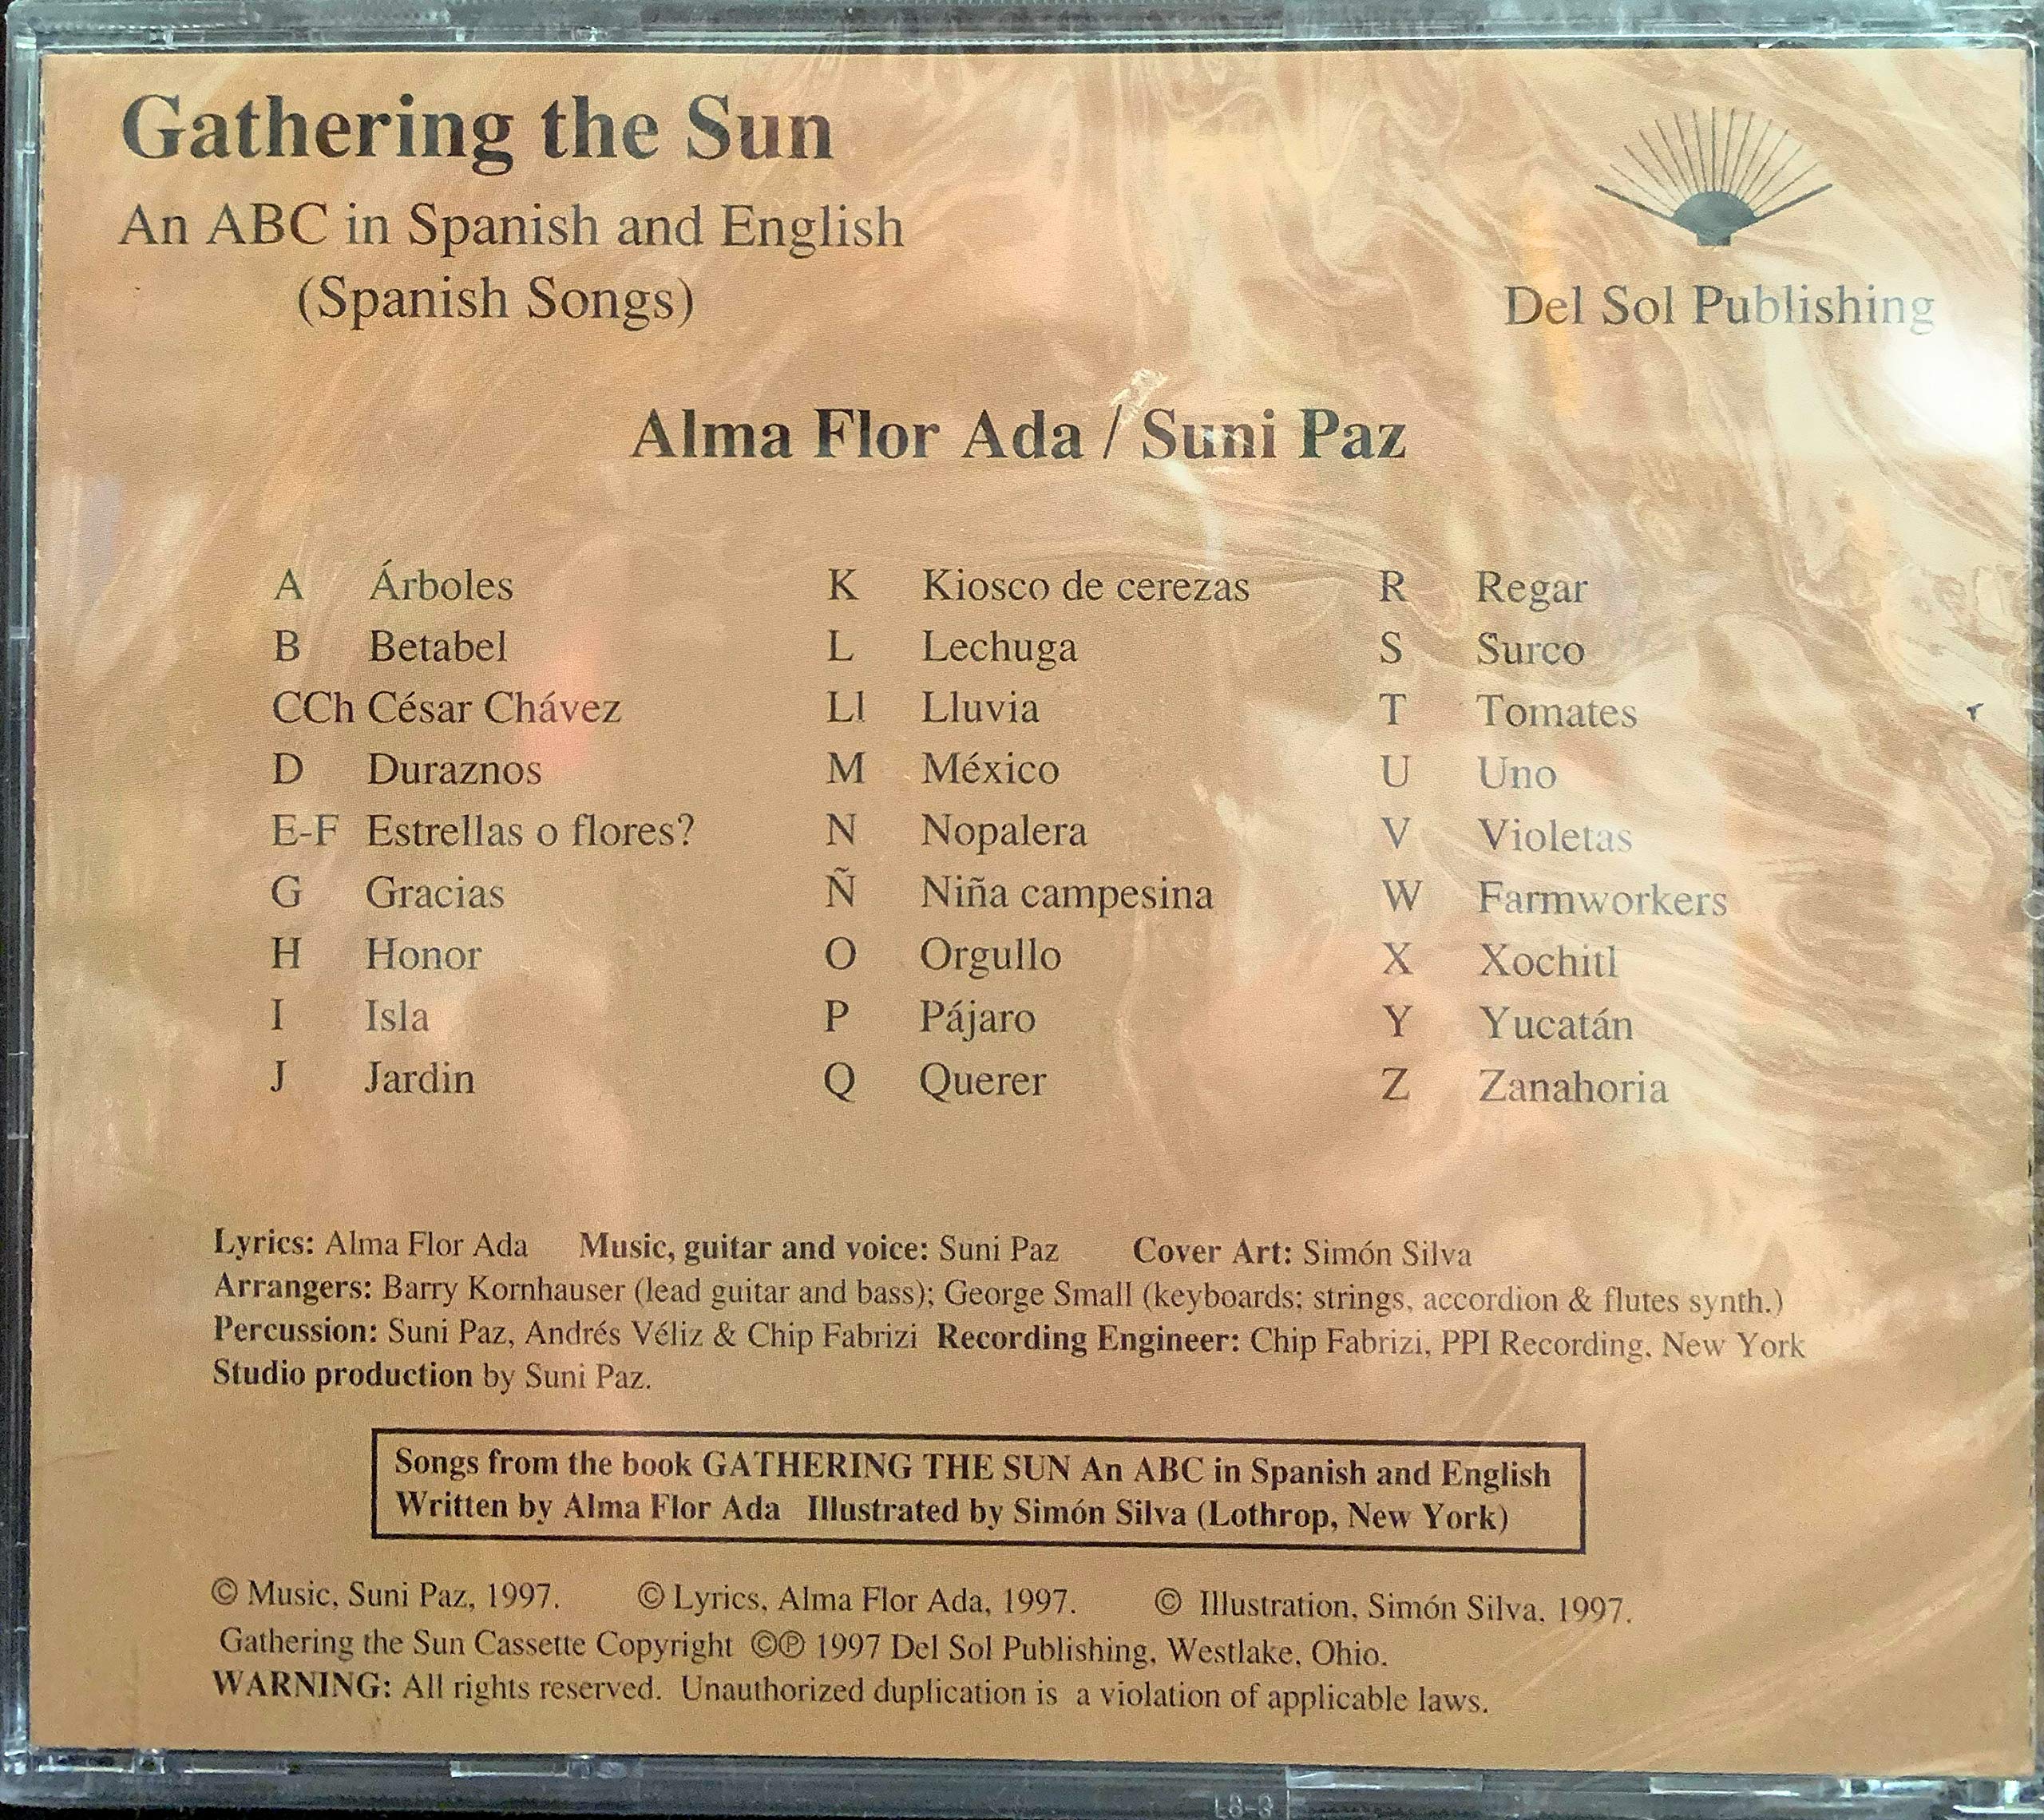 Gathering the Sun
An ABC in Spanish and English
(Spanish Songs)
Del Sol Publishing
Alma Flor Ada / Suni Paz
A Árboles
B Betabel
CCh César Chávez
D Duraznos
E-F Estrellas o flores?
G Gracias
H Honor
I Isla
J Jardin
K Kiosco de cerezas
L Lechuga
Ll Lluvia
M México
N Nopalera
Ñ Niña campesina
O Orgullo
P Pájaro
Q Querer
R Regar
S Surco
T Tomates
U Uno
V Violetas
W Farmworkers
X Xochitl
Y Yucatán
Z Zanahoria
Lyrics: Alma Flor Ada Music, guitar and voice: Suni Paz Cover Art: Simón Silva
Arrangers: Barry Kornhauser (lead guitar and bass); George Small (keyboards; strings, accordion & flutes synth.)
Percussion: Suni Paz, Andrés Véliz & Chip Fabrizi Recording Engineer: Chip Fabrizi, PPI Recording, New York
Studio production by Suni Paz.
Songs from the book GATHERING THE SUN An ABC in Spanish and English
Written by Alma Flor Ada Illustrated by Simón Silva (Lothrop, New York)
© Music, Suni Paz, 1997. © Lyrics, Alma Flor Ada, 1997. © Illustration, Simón Silva, 1997.
Gathering the Sun Cassette Copyright ©℗ 1997 Del Sol Publishing, Westlake, Ohio.
WARNING: All rights reserved. Unauthorized duplication is a violation of applicable laws.